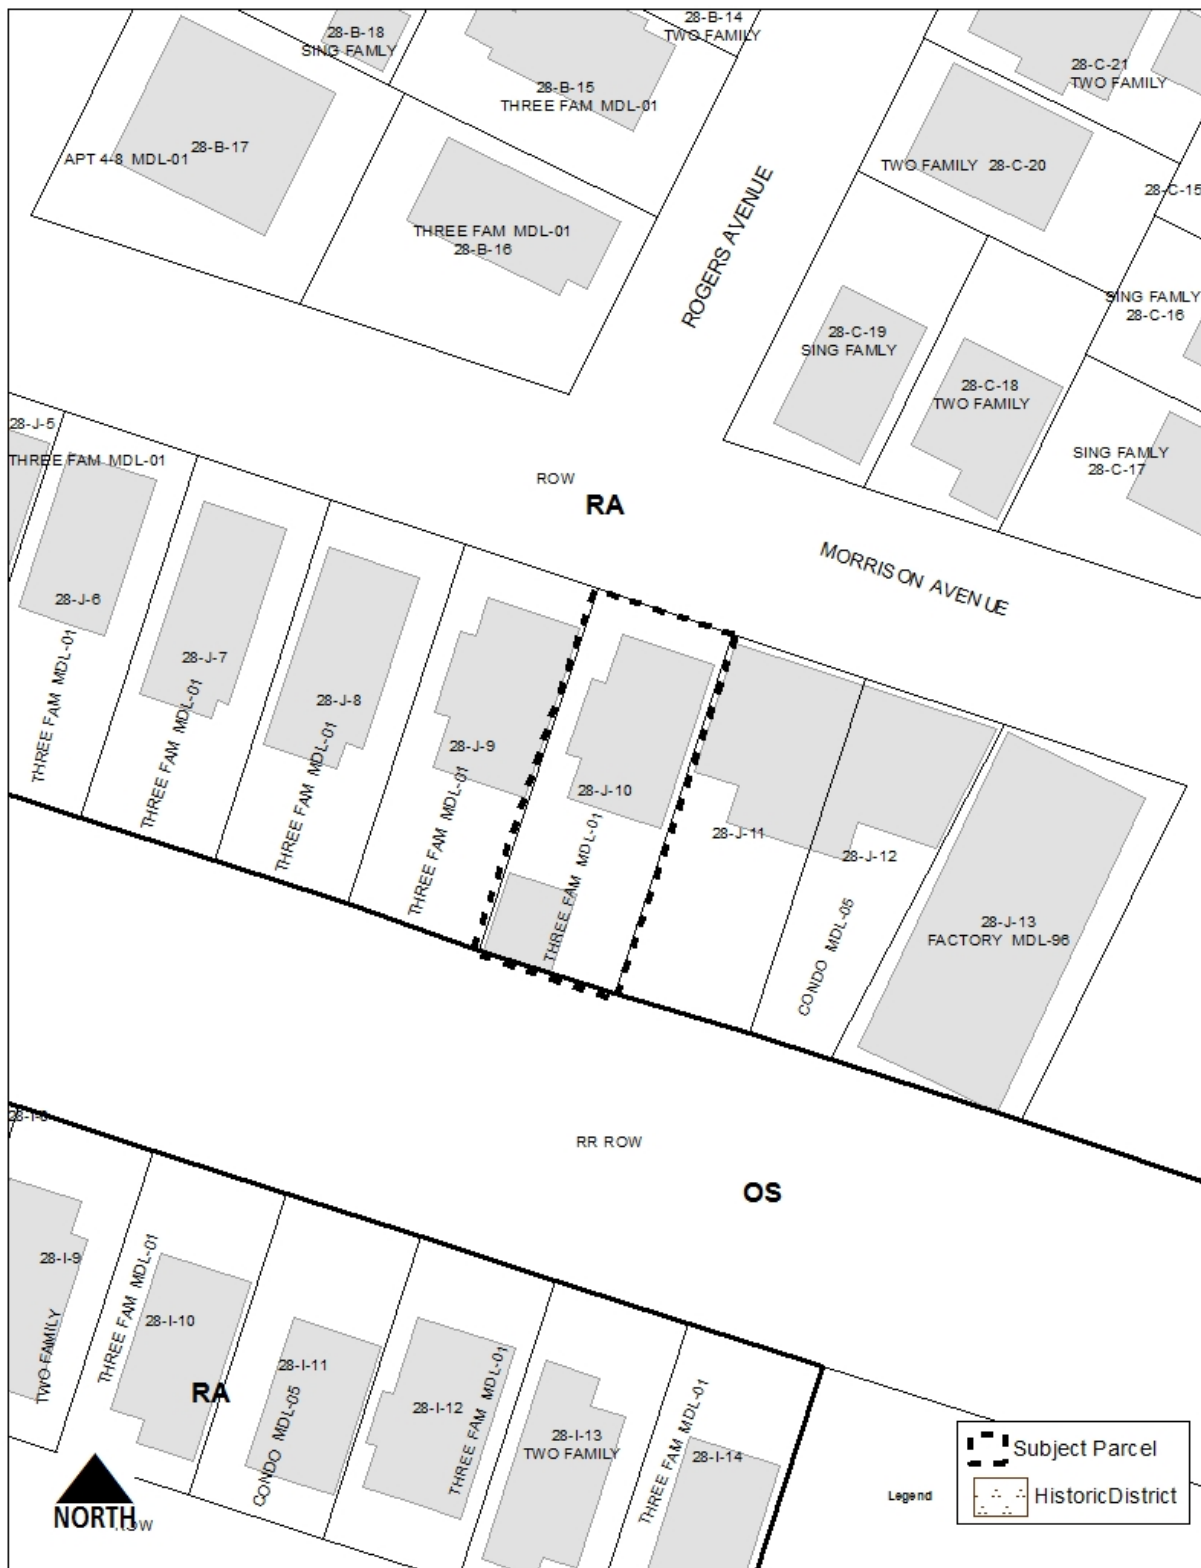 28-B-18
SING FAMLY
28-B-14
TWO FAMILY
28-B-15
THREE FAM MDL-01
28-C-21
TWO FAMILY
28-B-17
APT 4-8 MDL-01
TWO FAMILY 28-C-20
28-C-15
THREE FAM MDL-01
28-B-16
ROGERS AVENUE
SING FAMLY
28-C-16
28-C-19
SING FAMLY
28-C-18
TWO FAMILY
SING FAMLY
28-C-17
28-J-5
THREE FAM MDL-01
ROW
RA
MORRISON AVENUE
28-J-6
THREE FAM MDL-01
28-J-7
THREE FAM MDL-01
28-J-8
THREE FAM MDL-01
28-J-9
THREE FAM MDL-01
28-J-10
THREE FAM MDL-01
28-J-11
28-J-12
CONDO MDL-05
28-J-13
FACTORY MDL-96
RR ROW
OS
28-I-9
TWO FAMILY
THREE FAM MDL-01
28-I-10
RA
28-I-11
CONDO MDL-05
28-I-12
THREE FAM MDL-01
28-I-13
TWO FAMILY
THREE FAM MDL-01
28-I-14
NORTH
ROW
Legend
Subject Parcel
HistoricDistrict